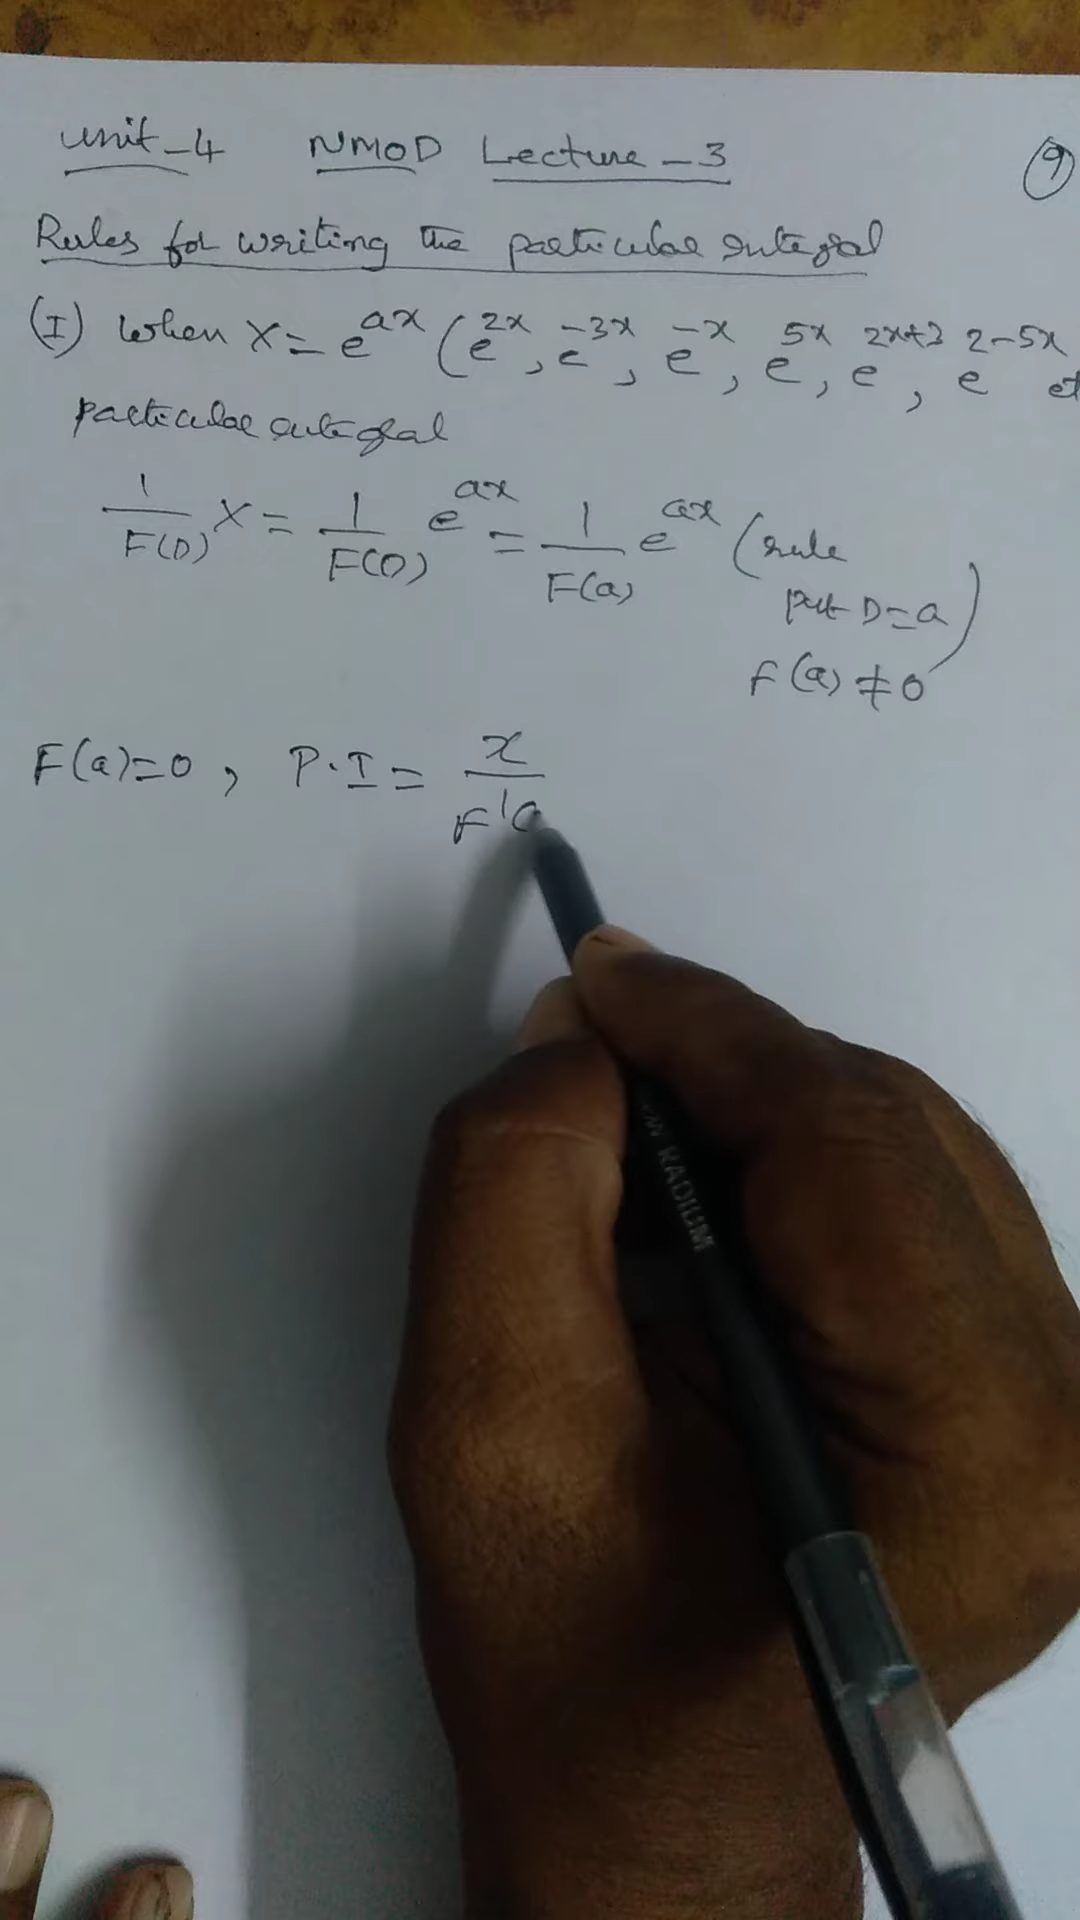 unit-4 NMOD Lecture-3 (9)
Rules for writing the particular integral
(I) when X = e^ax (e^2x, e^-3x, e^-x, e^5x, e^2x+3, e^2-5x et
particular integral
1/F(D) X = 1/F(D) e^ax = 1/F(a) e^ax (rule
put D=a)
F(a) ≠ 0
F(a)=0, P.I = x/F'(
RADIUM